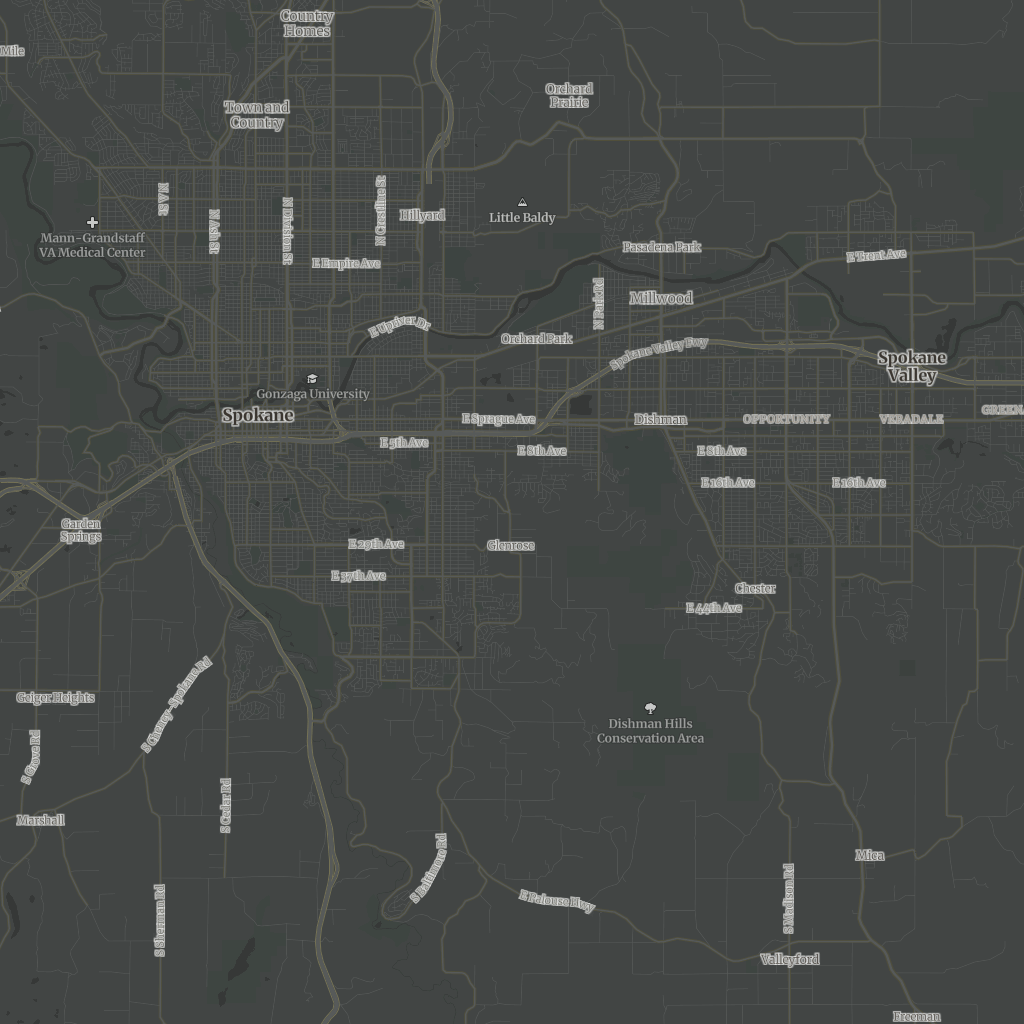 Country
Homes
Mile
Orchard
Prairie
Town and
Country
N A St
N Ash St
N Division St
N Crestline St
Hillyard
Little Baldy
Mann-Grandstaff
VA Medical Center
E Empire Ave
Pasadena Park
E Trent Ave
N Park Rd
Millwood
E Upriver Dr
Orchard Park
Spokane Valley Fwy
Spokane
Valley
Gonzaga University
Spokane
E Sprague Ave
Dishman
OPPORTUNITY
VERADALE
GREEN
E 5th Ave
E 8th Ave
E 8th Ave
E 16th Ave
E 16th Ave
Garden
Springs
E 29th Ave
Glenrose
E 37th Ave
Chester
E 44th Ave
S Cheney-Spokane Rd
Geiger Heights
Dishman Hills
Conservation Area
S Grove Rd
S Cedar Rd
Marshall
S Baltimore Rd
Mica
E Palouse Hwy
S Madison Rd
S Sherman Rd
Valleyford
Freeman